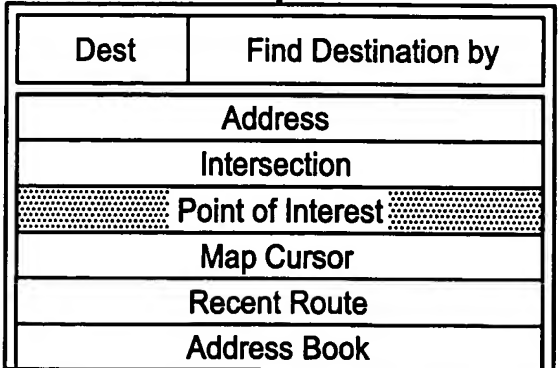 Dest Find Destination by
Address
Intersection
Point of Interest
Map Cursor
Recent Route
Address Book